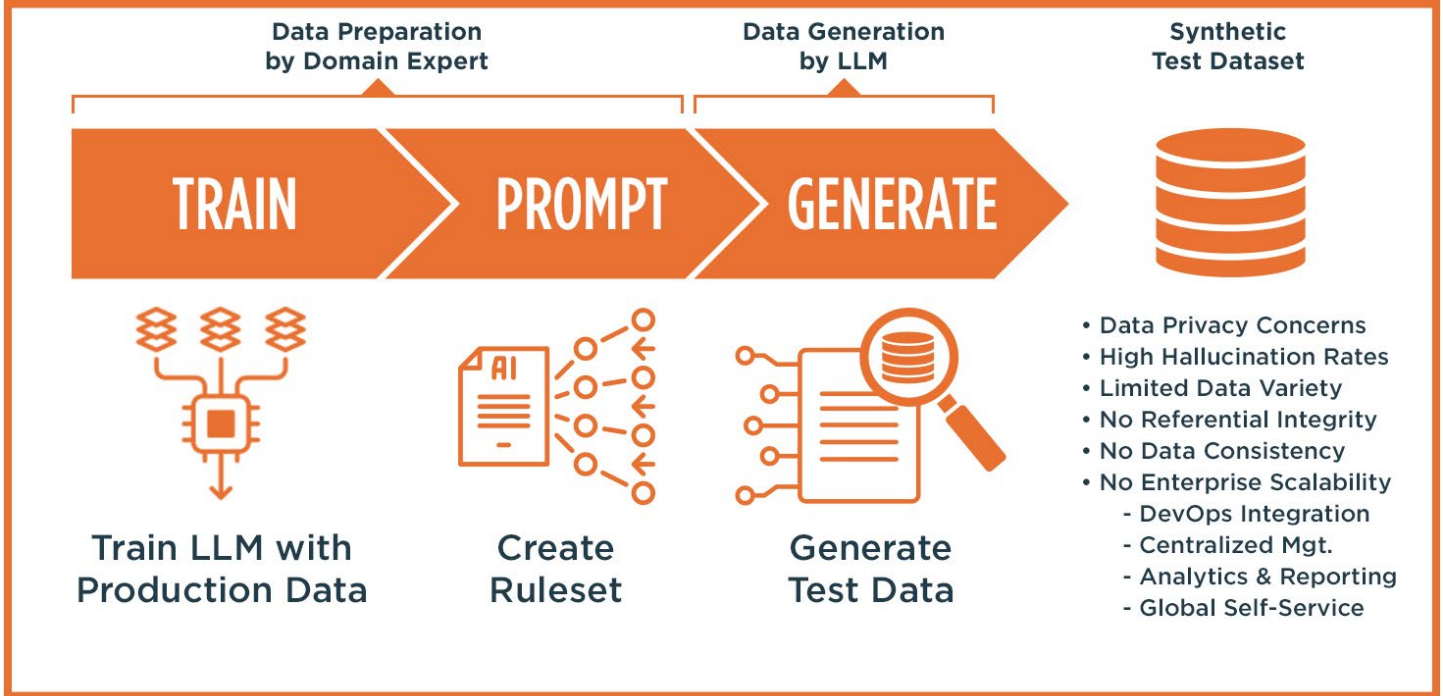 Data Preparation
by Domain Expert
Data Generation
by LLM
Synthetic
Test Dataset
TRAIN
PROMPT
GENERATE
AI
Train LLM with
Production Data
Create
Ruleset
Generate
Test Data
• Data Privacy Concerns
• High Hallucination Rates
• Limited Data Variety
• No Referential Integrity
• No Data Consistency
• No Enterprise Scalability
- DevOps Integration
- Centralized Mgt.
- Analytics & Reporting
- Global Self-Service